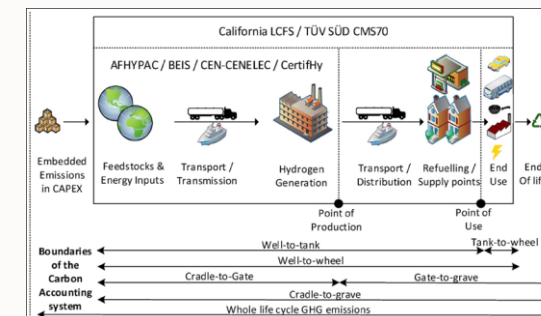 California LCFS / TÜV SÜD CMS70
AFHYPAC / BEIS / CEN-CENELEC / CertifHy
Embedded
Emissions
in CAPEX
Feedstocks &
Energy Inputs
Transport /
Transmission
Hydrogen
Generation
Transport /
Distribution
Refuelling /
Supply points
End
Use
End
Of life
Point of
Production
Point of
Use
Boundaries
of the
Carbon
Accounting
system
Well-to-tank
Tank-to-wheel
Well-to-wheel
Cradle-to-Gate
Gate-to-grave
Cradle-to-grave
Whole life cycle GHG emissions